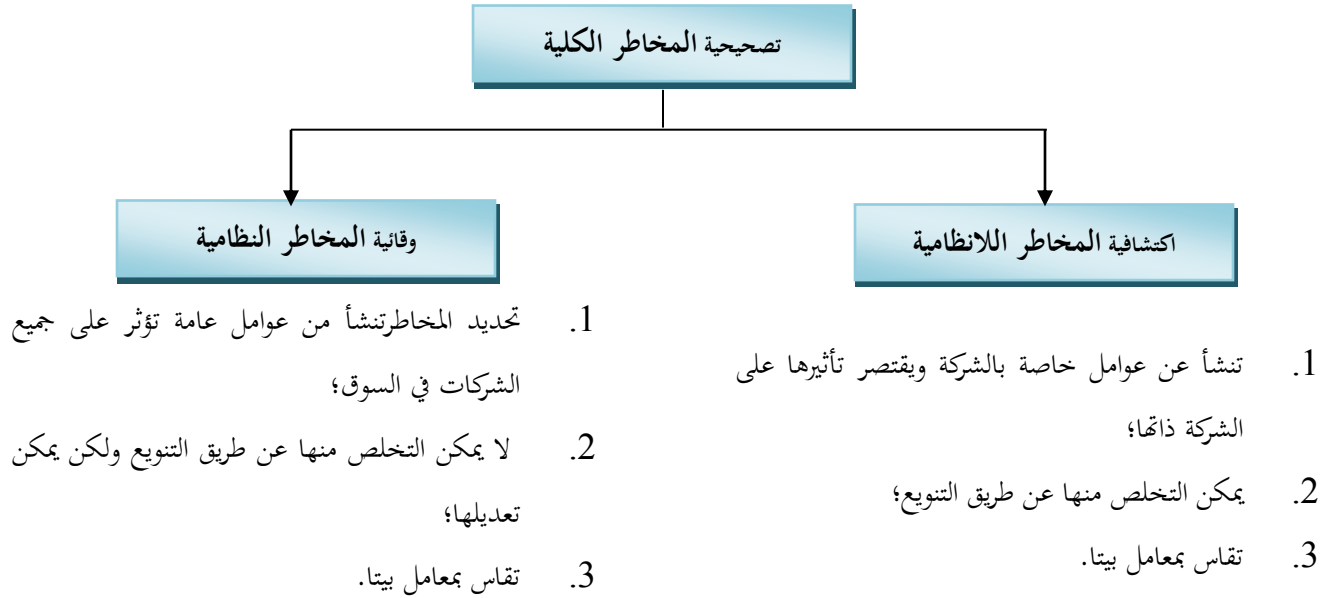 تصحيحية المخاطر الكلية
اكتشافية المخاطر اللانظامية
وقائية المخاطر النظامية
1. تنشأ عن عوامل خاصة بالشركة ويقتصر تأثيرها على
الشركة ذاتها؛
2. يمكن التخلص منها عن طريق التنويع؛
3. تقاس بمعامل بيتا.
1. تحديد المخاطرتنشأ من عوامل عامة تؤثر على جميع
الشركات في السوق؛
2. لا يمكن التخلص منها عن طريق التنويع ولكن يمكن
تعديلها؛
3. تقاس بمعامل بيتا.